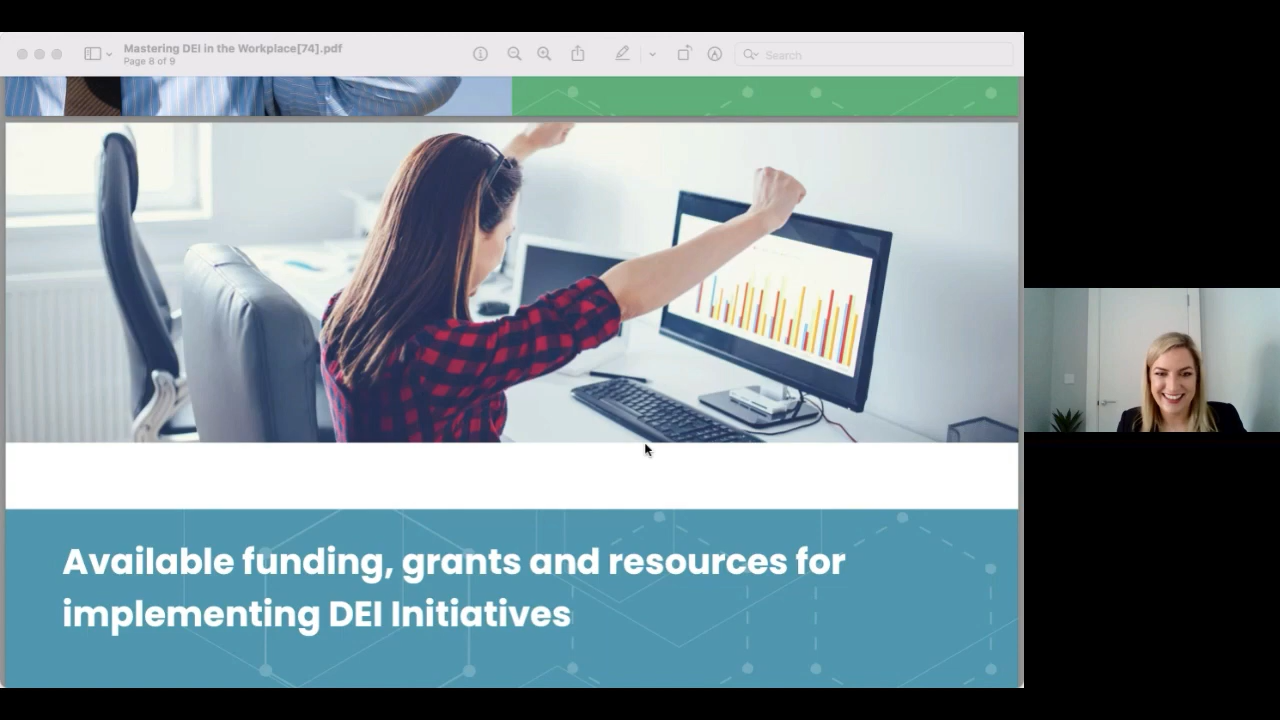 Mastering DEI in the Workplace[74].pdf
Page 8 of 9
Search
Available funding, grants and resources for
implementing DEI Initiatives